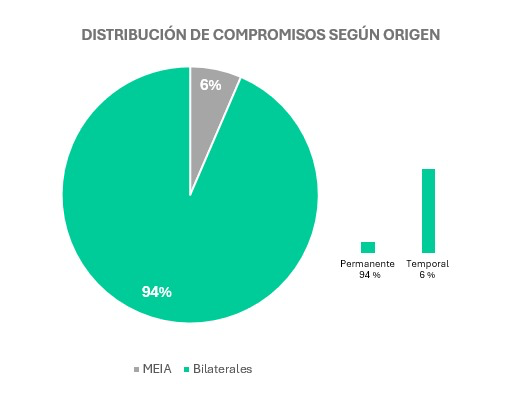 DISTRIBUCIÓN DE COMPROMISOS SEGÚN ORIGEN
6%
94%
Permanente
94 %
Temporal
6 %
MEIA
Bilaterales